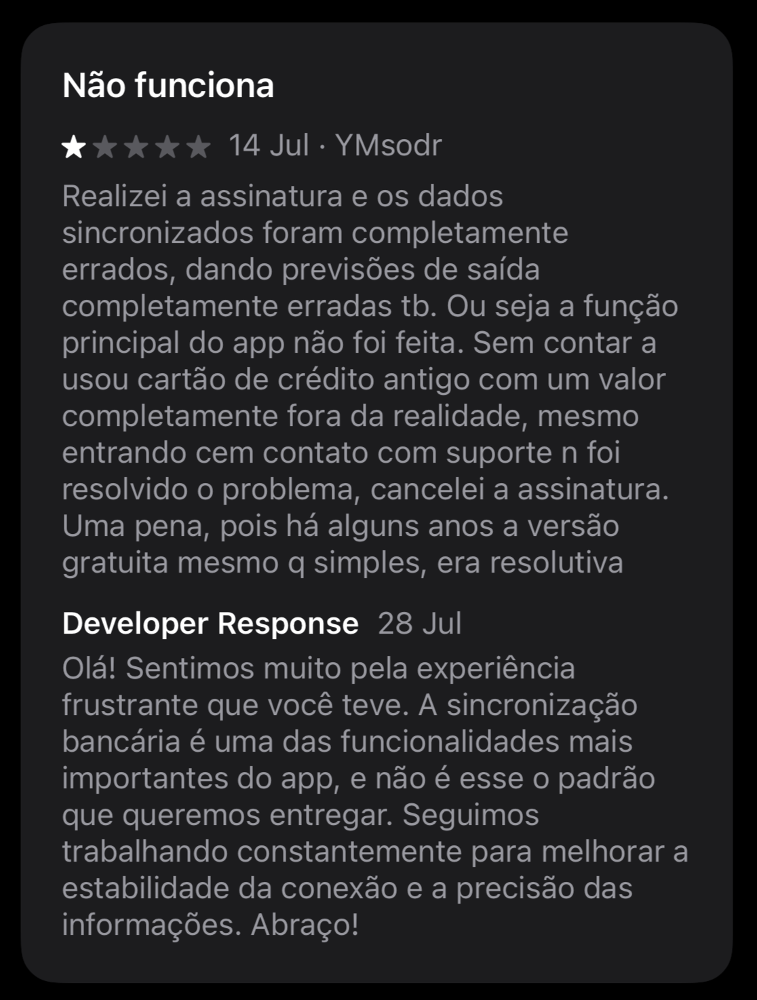 Não funciona
14 Jul · YMsodr
Realizei a assinatura e os dados
sincronizados foram completamente
errados, dando previsões de saída
completamente erradas tb. Ou seja a função
principal do app não foi feita. Sem contar a
usou cartão de crédito antigo com um valor
completamente fora da realidade, mesmo
entrando cem contato com suporte n foi
resolvido o problema, cancelei a assinatura.
Uma pena, pois há alguns anos a versão
gratuita mesmo q simples, era resolutiva
Developer Response 28 Jul
Olá! Sentimos muito pela experiência
frustrante que você teve. A sincronização
bancária é uma das funcionalidades mais
importantes do app, e não é esse o padrão
que queremos entregar. Seguimos
trabalhando constantemente para melhorar a
estabilidade da conexão e a precisão das
informações. Abraço!